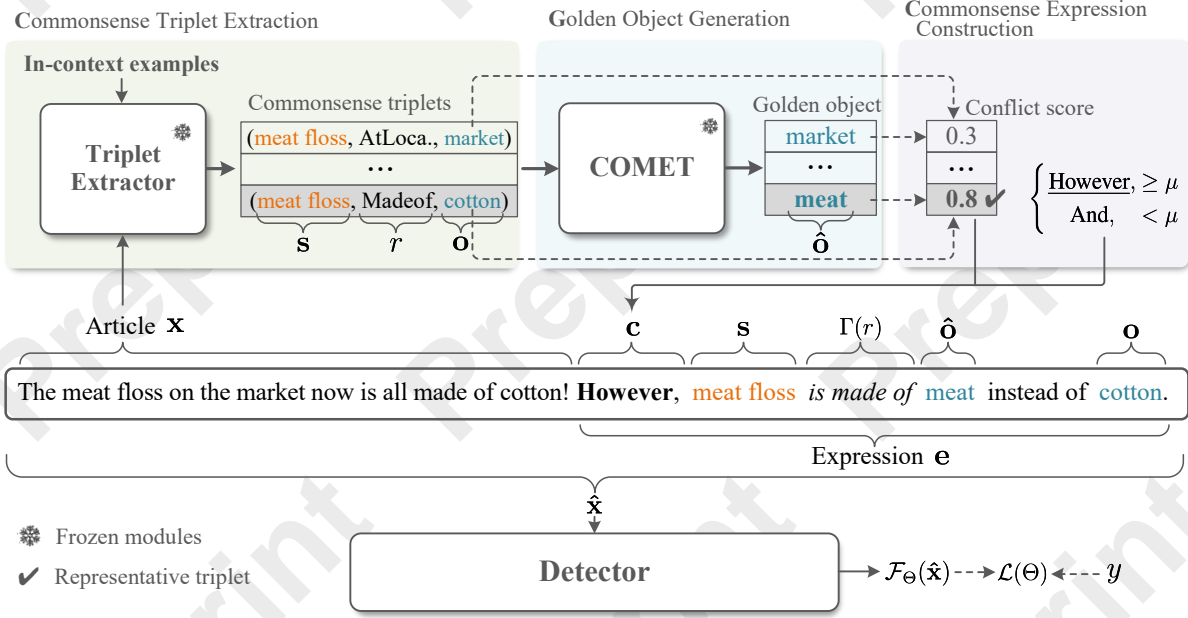 Commonsense Triplet Extraction
Golden Object Generation
Commonsense Expression
Construction
In-context examples
Triplet
Extractor
Commonsense triplets
(meat floss, AtLoca., market)
...
(meat floss, Madeof, cotton)
s r o
COMET
Golden object
market
...
meat
ô
Conflict score
0.3
...
0.8 ✔
However, ≥ μ
And, < μ
Article x
c s Γ(r) ô o
The meat floss on the market now is all made of cotton! However, meat floss is made of meat instead of cotton.
Expression e
x̂
Frozen modules
✔ Representative triplet
Detector
F_Θ(x̂) L(Θ) y
Preprint